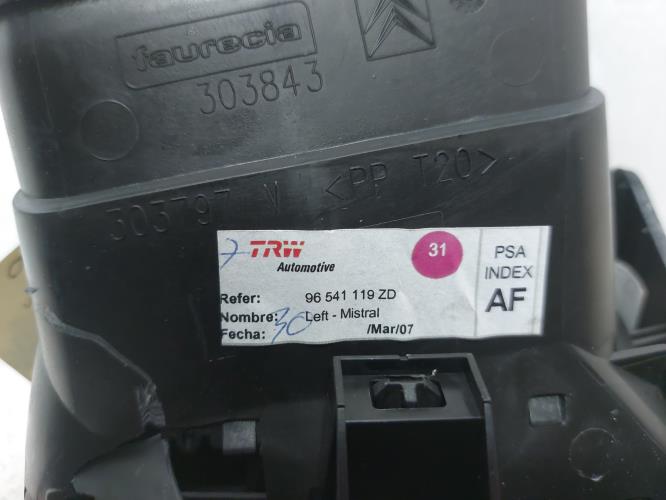 faurecia
303843
303797 V <PP T20>
7 TRW
Automotive
31
PSA
INDEX
AF
Refer: 96 541 119 ZD
Nombre: Left - Mistral
Fecha: 30 /Mar/07